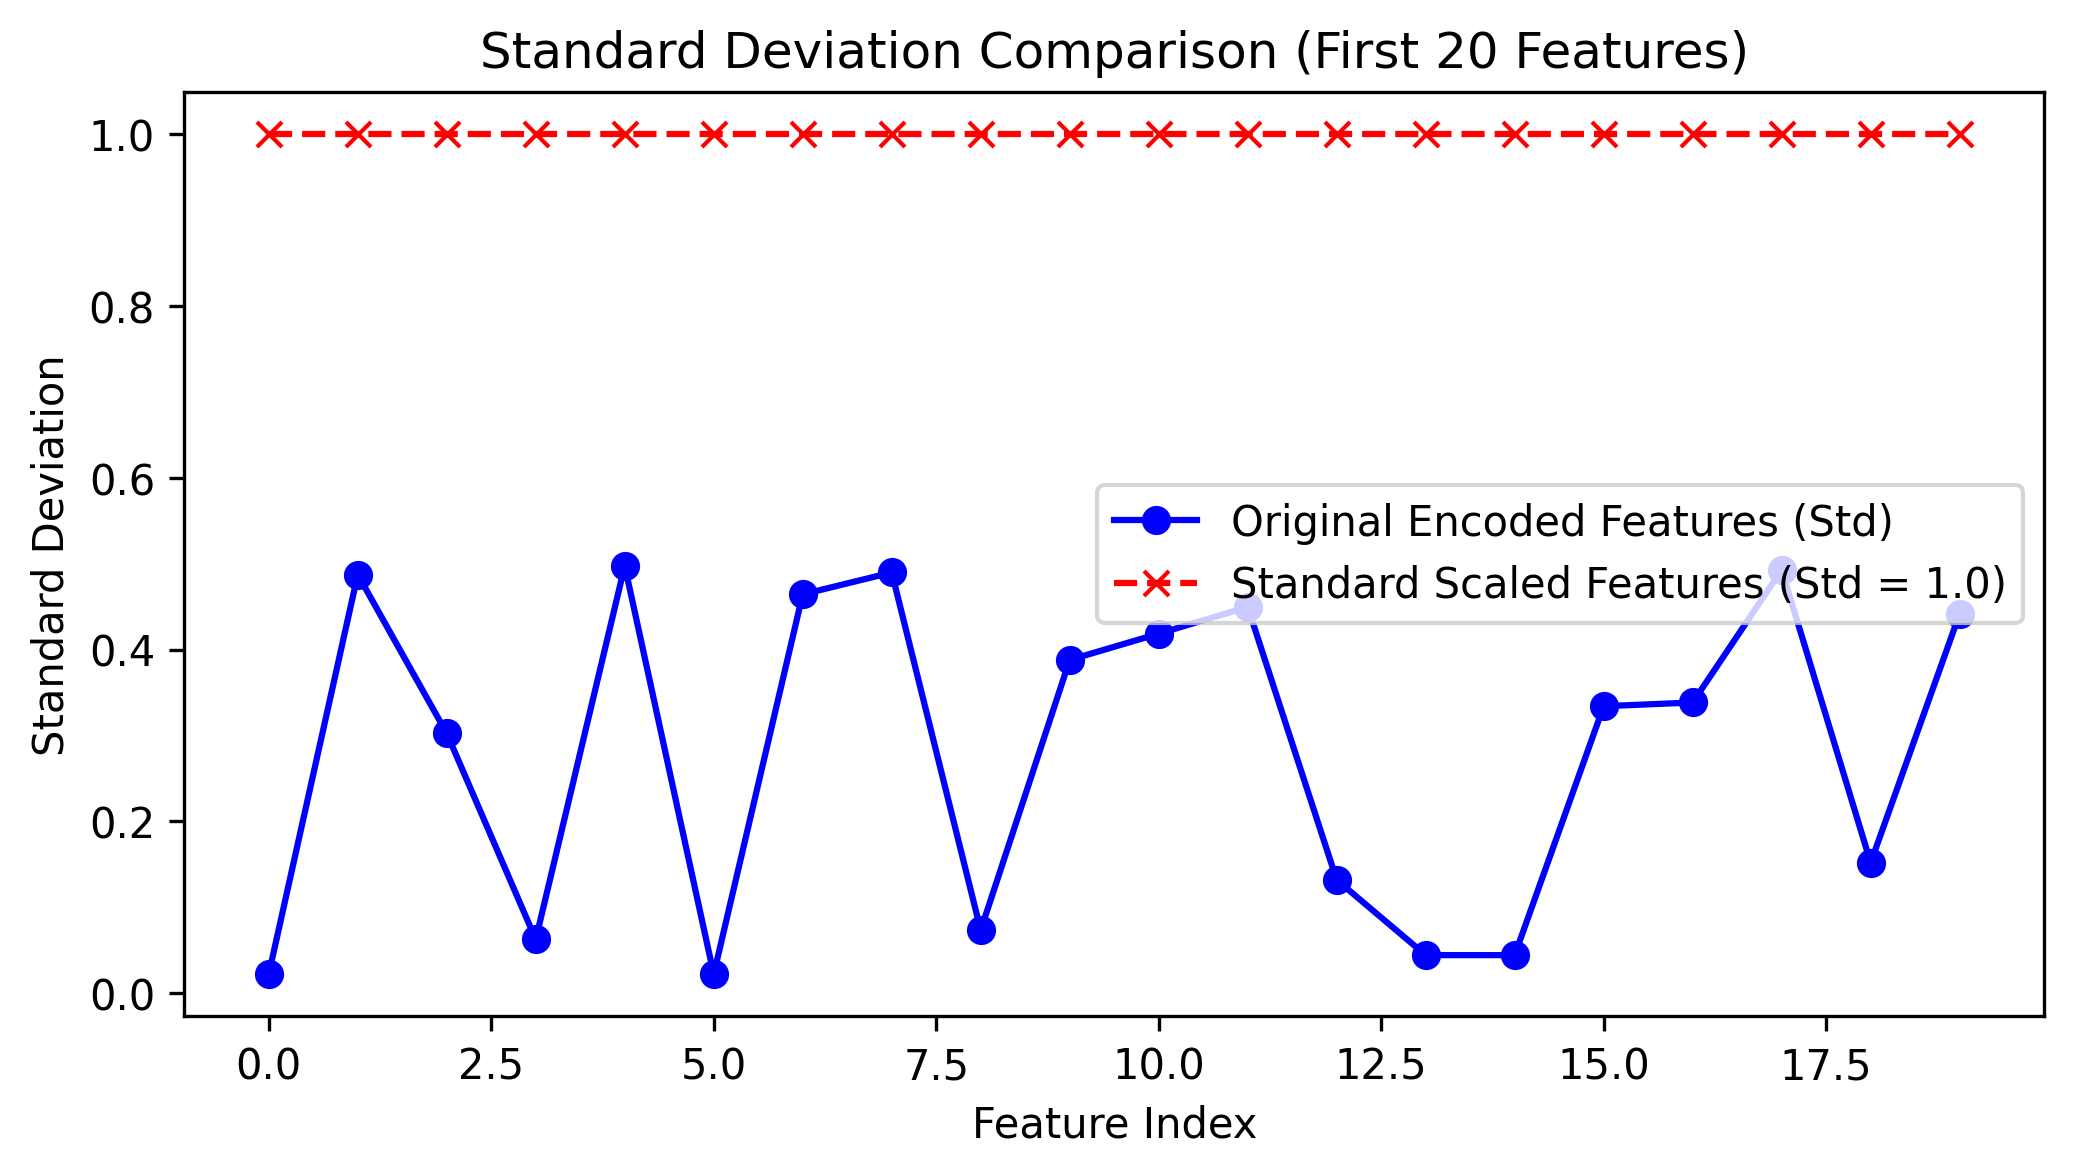 Standard Deviation Comparison (First 20 Features)
1.0
0.8
0.6
0.4
0.2
0.0
Standard Deviation
Original Encoded Features (Std)
Standard Scaled Features (Std = 1.0)
0.0 2.5 5.0 7.5 10.0 12.5 15.0 17.5
Feature Index